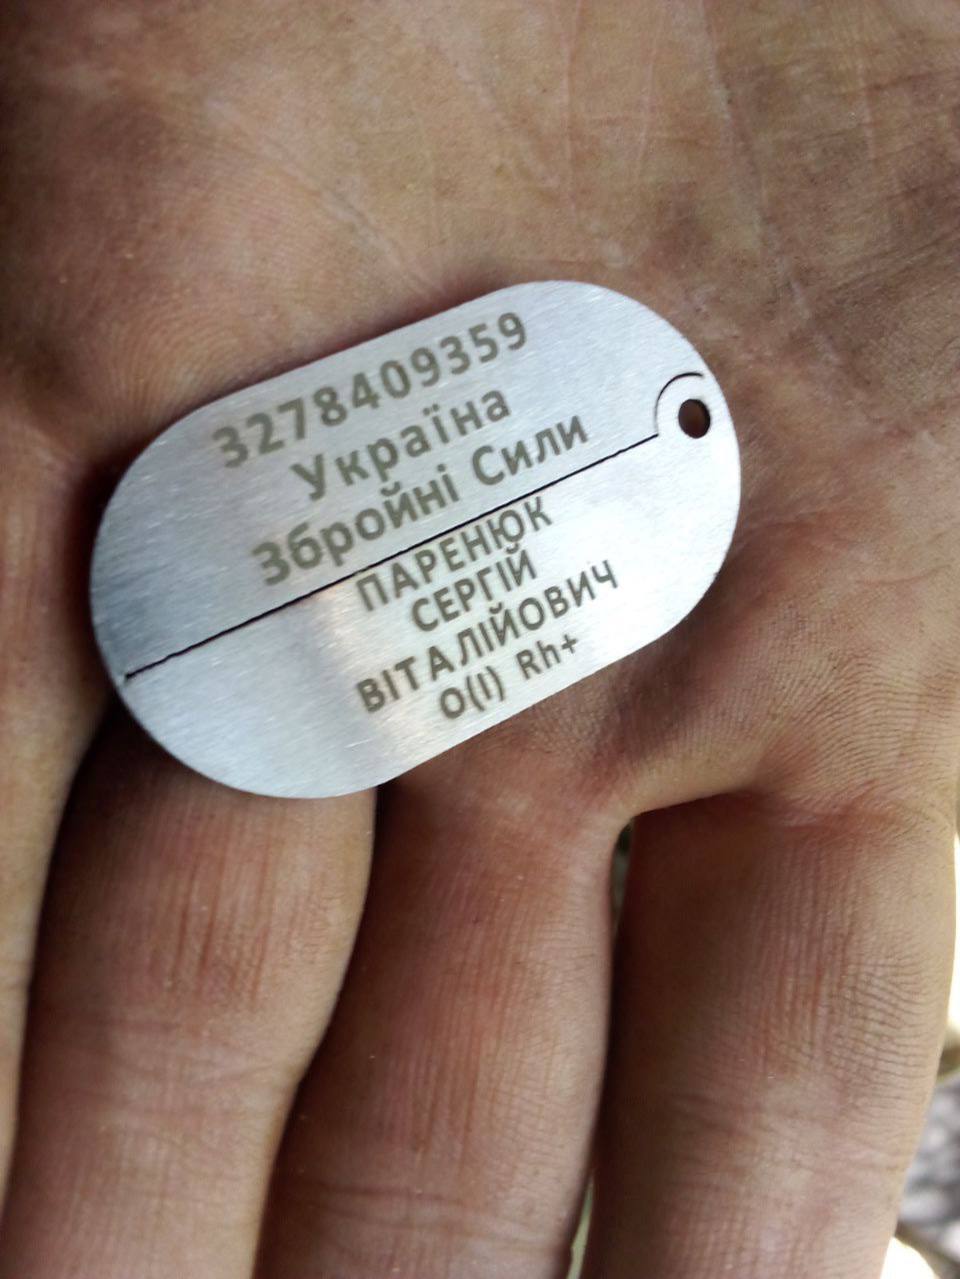 3278409359
Україна
Збройні Сили
ПАРЕНЮК
СЕРГІЙ
ВІТАЛІЙОВИЧ
O(I) Rh+